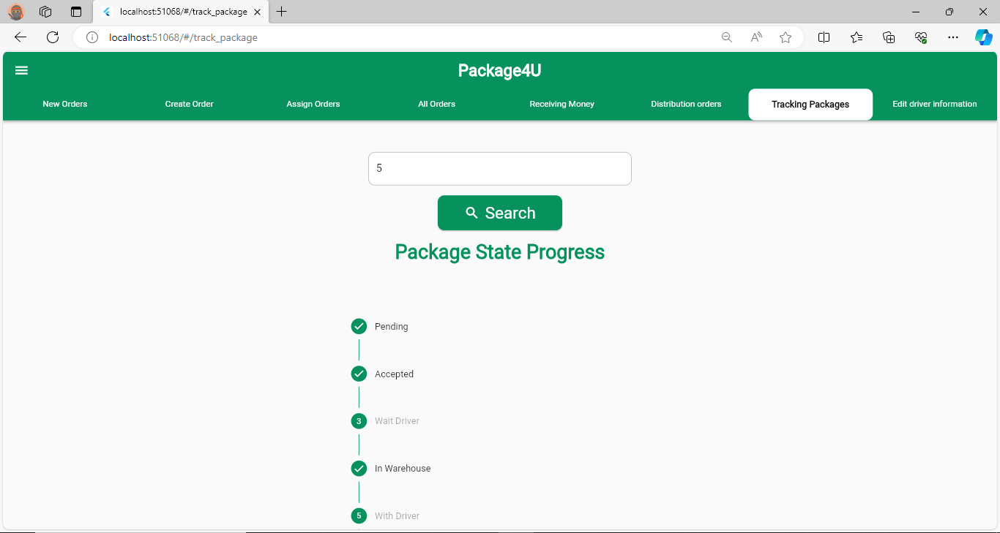 localhost:51068/#/track_package
localhost:51068/#/track_package
Package4U
New Orders
Create Order
Assign Orders
All Orders
Receiving Money
Distribution orders
Tracking Packages
Edit driver information
5
Search
Package State Progress
Pending
Accepted
3 Wait Driver
In Warehouse
5 With Driver